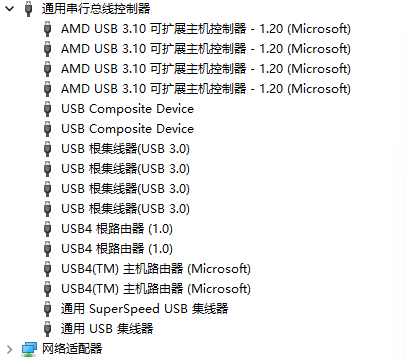 通用串行总线控制器
AMD USB 3.10 可扩展主机控制器 - 1.20 (Microsoft)
AMD USB 3.10 可扩展主机控制器 - 1.20 (Microsoft)
AMD USB 3.10 可扩展主机控制器 - 1.20 (Microsoft)
AMD USB 3.10 可扩展主机控制器 - 1.20 (Microsoft)
USB Composite Device
USB Composite Device
USB 根集线器(USB 3.0)
USB 根集线器(USB 3.0)
USB 根集线器(USB 3.0)
USB 根集线器(USB 3.0)
USB4 根路由器 (1.0)
USB4 根路由器 (1.0)
USB4(TM) 主机路由器 (Microsoft)
USB4(TM) 主机路由器 (Microsoft)
通用 SuperSpeed USB 集线器
通用 USB 集线器
网络适配器